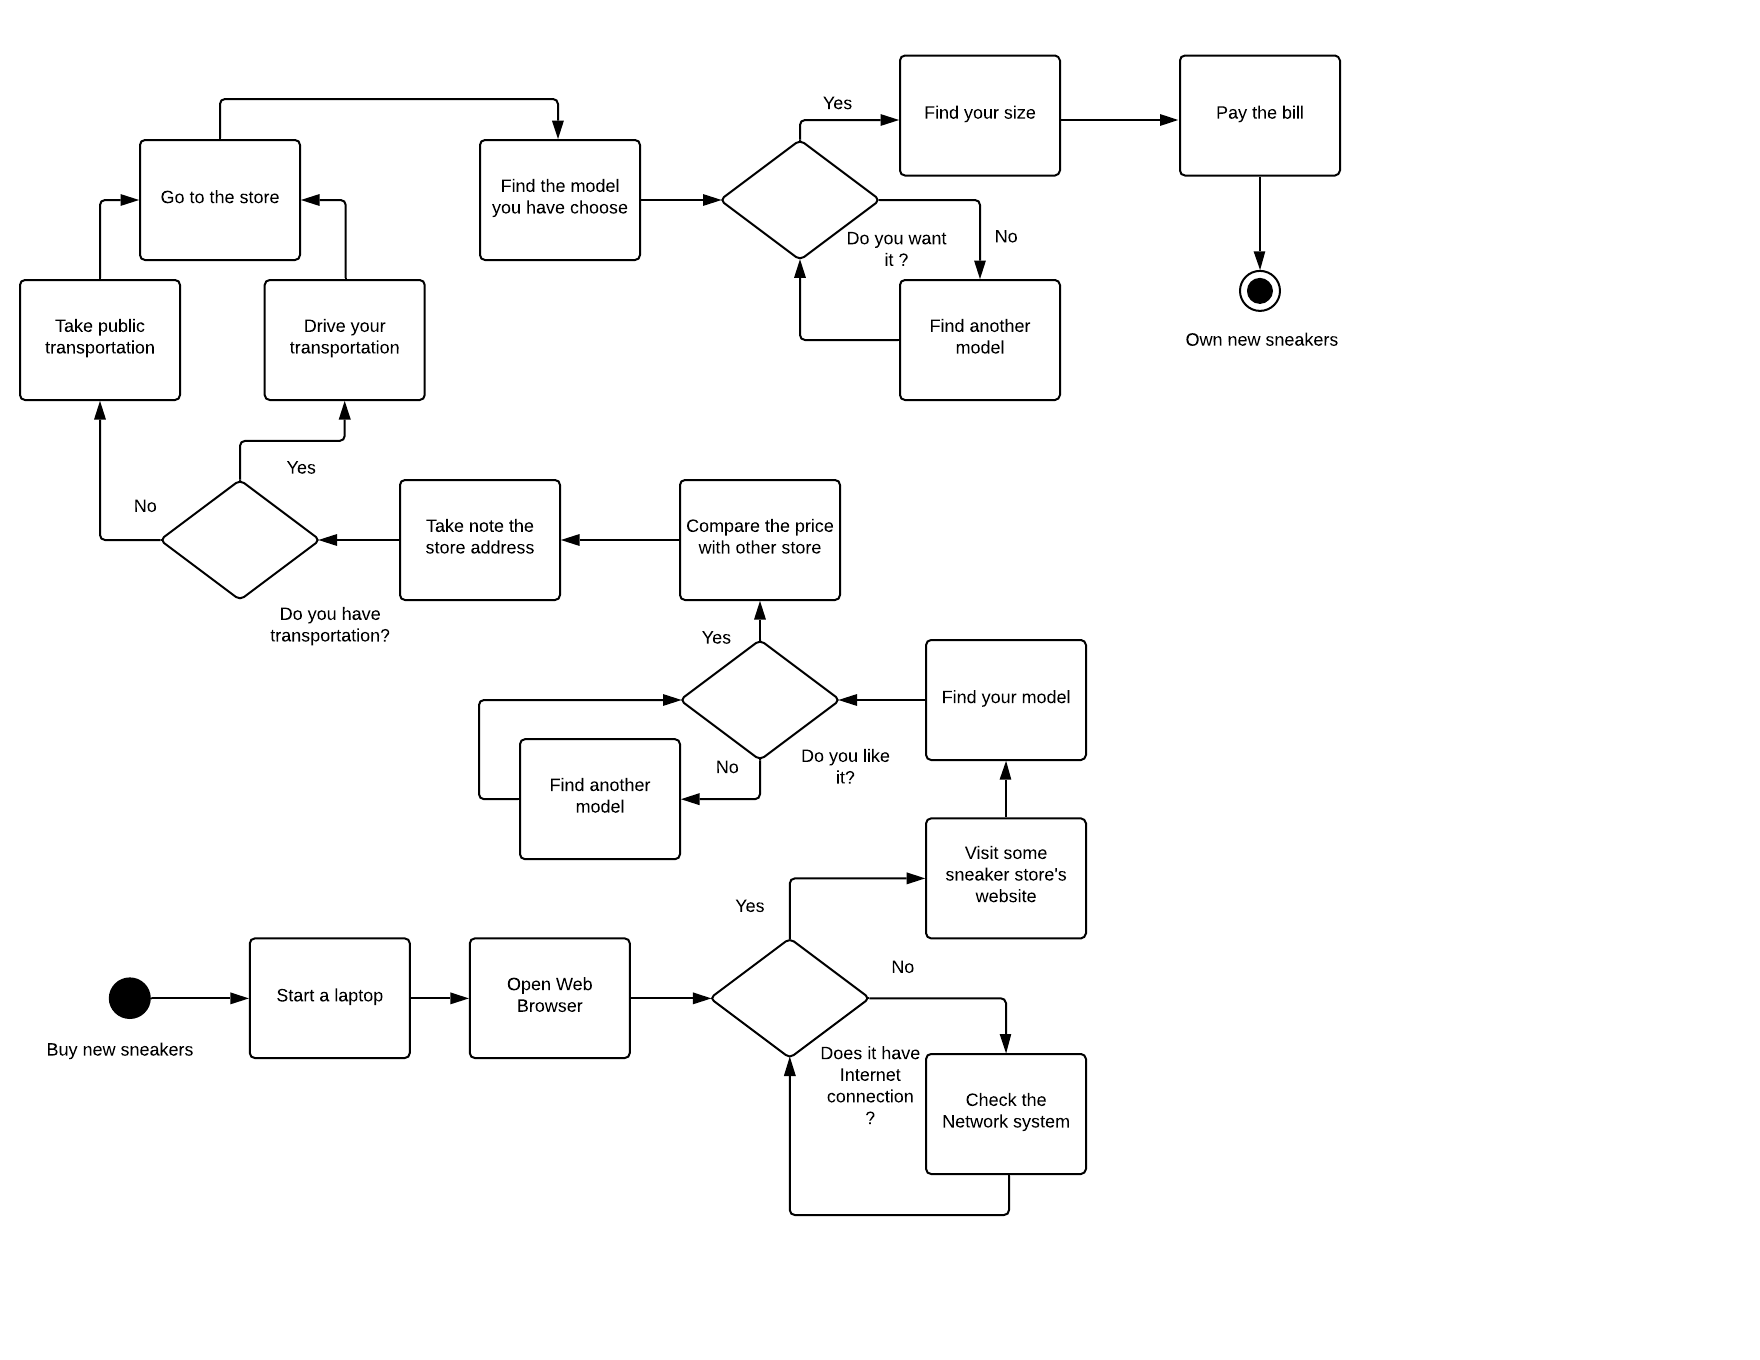 Yes
Find your size
Pay the bill
Go to the store
Find the model
you have choose
Do you want
it ?
No
Take public
transportation
Drive your
transportation
Find another
model
Own new sneakers
Yes
No
Take note the
store address
Compare the price
with other store
Do you have
transportation?
Yes
Find your model
No
Do you like
it?
Find another
model
Visit some
sneaker store's
website
Yes
No
Start a laptop
Open Web
Browser
Buy new sneakers
Does it have
Internet
connection
?
Check the
Network system